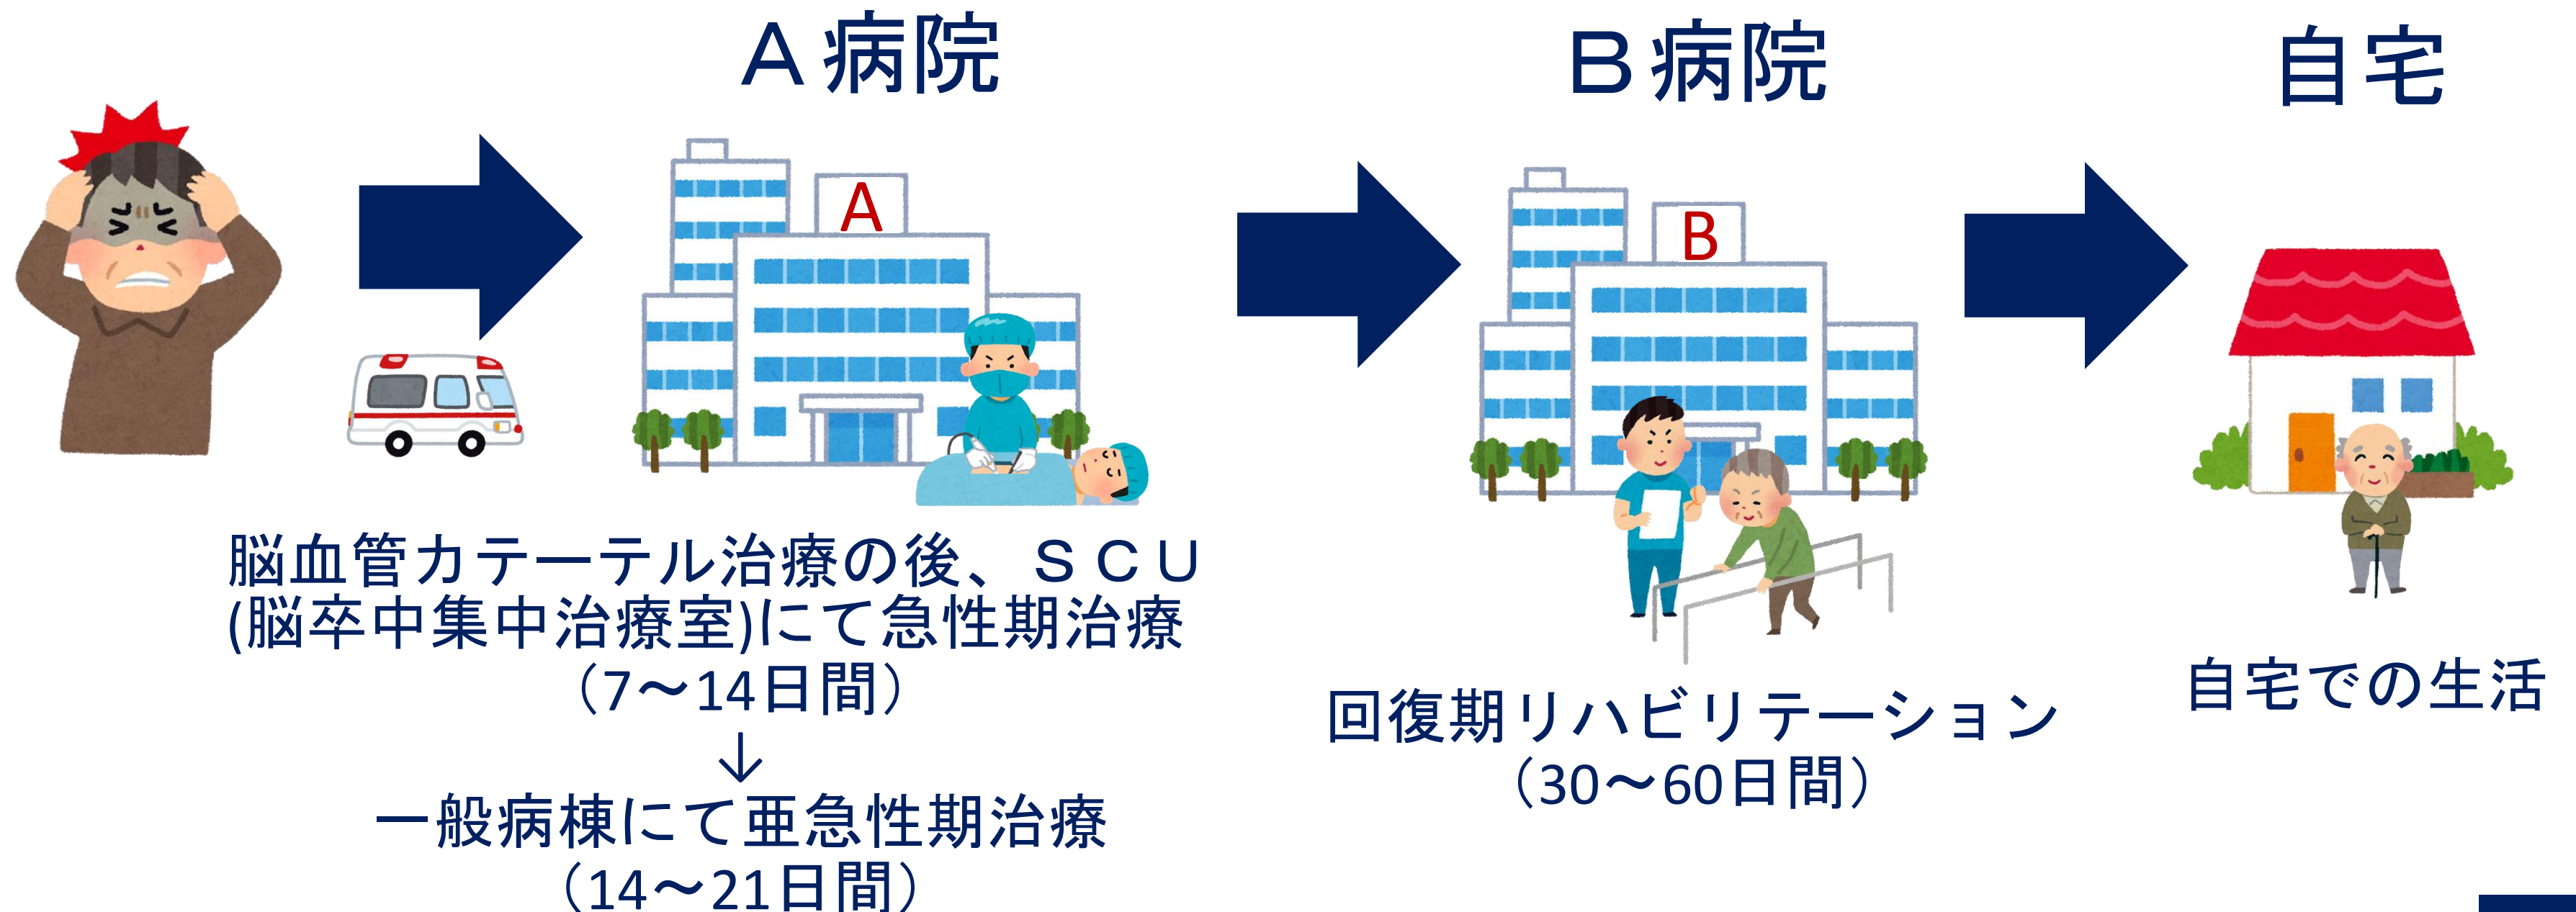 A病院
A
脳血管カテーテル治療の後、SCU
(脳卒中集中治療室)にて急性期治療
（7～14日間）
↓
一般病棟にて亜急性期治療
（14～21日間）
B病院
B
回復期リハビリテーション
（30～60日間）
自宅
自宅での生活